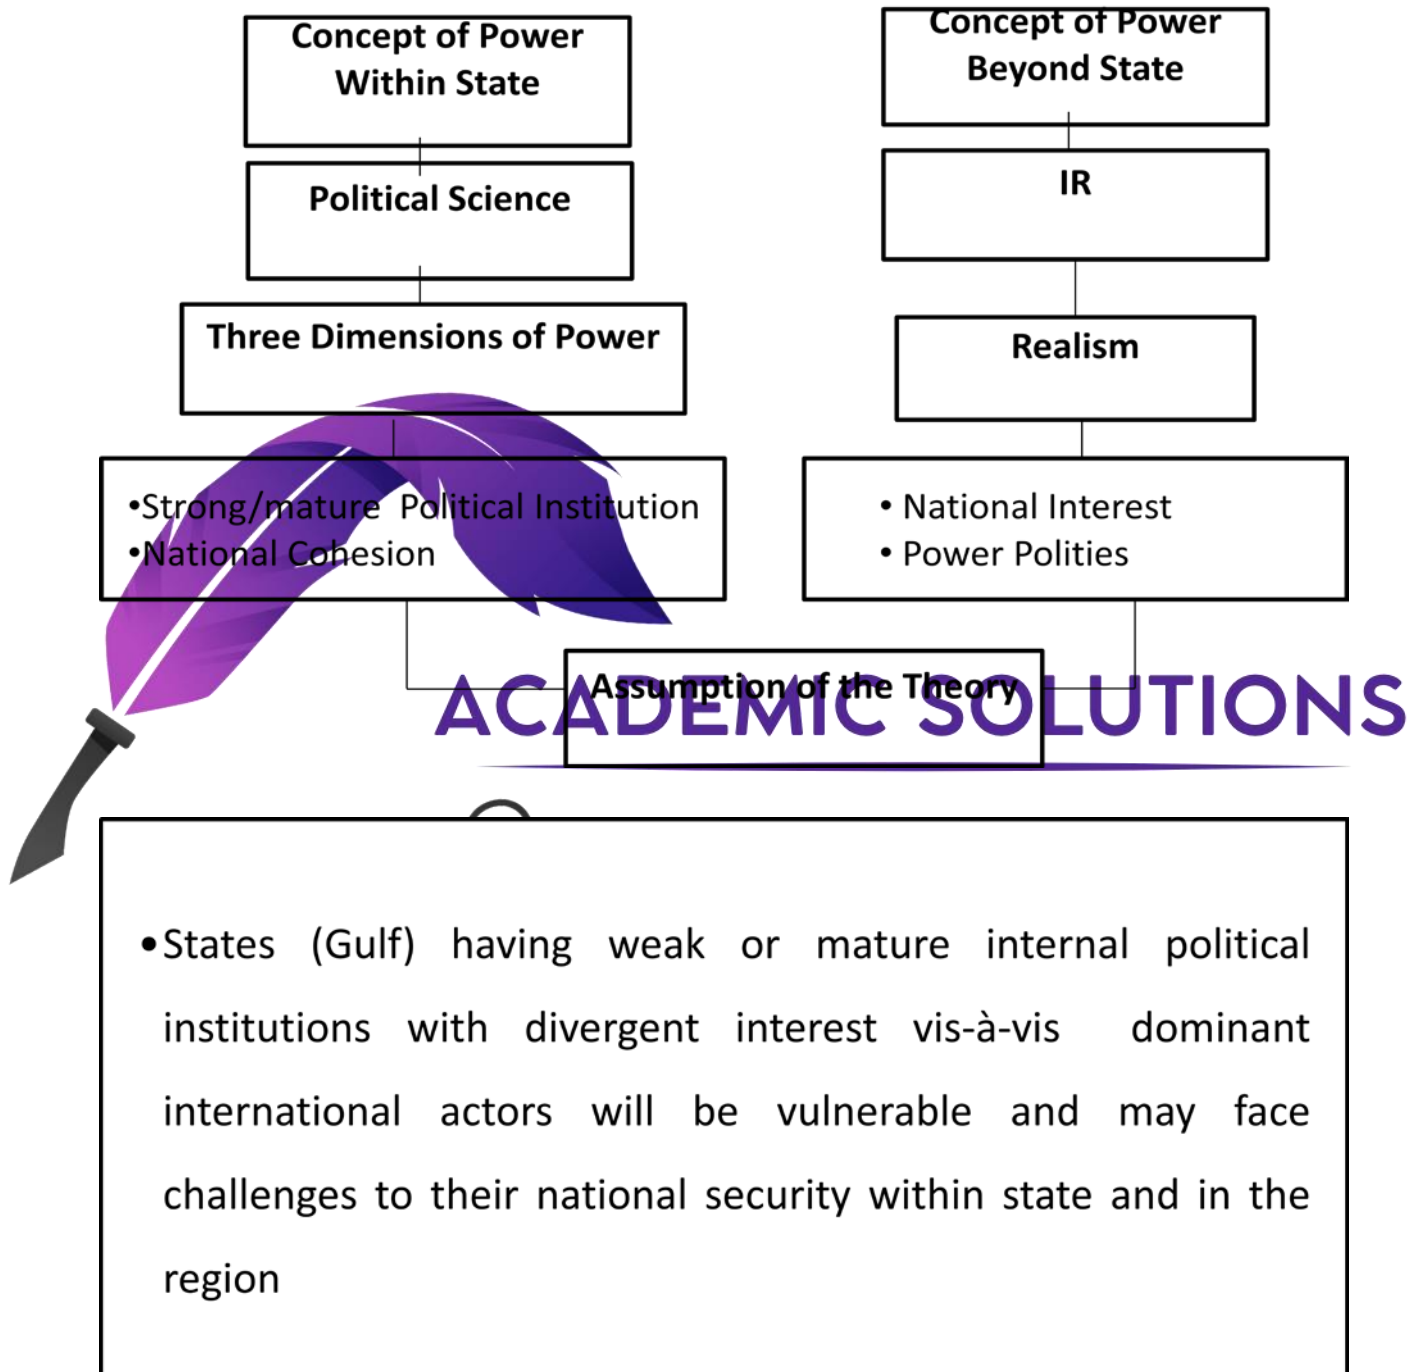 Concept of Power
Within State
Political Science
Three Dimensions of Power
•Strong/mature Political Institution
•National Cohesion
Concept of Power
Beyond State
IR
Realism
• National Interest
• Power Polities
Assumption of the Theory
ACADEMIC SOLUTIONS
•States (Gulf) having weak or mature internal political
institutions with divergent interest vis-à-vis dominant
international actors will be vulnerable and may face
challenges to their national security within state and in the
region